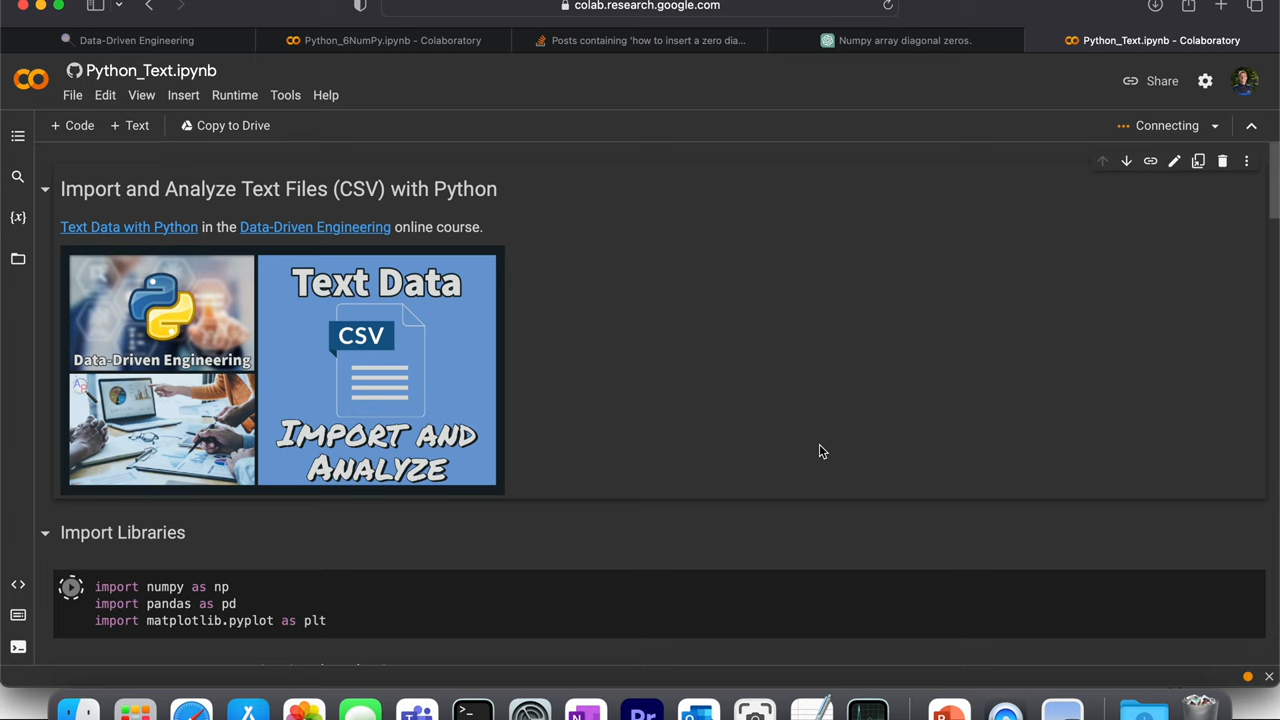 colab.research.google.com
Data-Driven Engineering
Python_6NumPy.ipynb - Colaboratory
Posts containing 'how to insert a zero dia...
Numpy array diagonal zeros.
Python_Text.ipynb - Colaboratory
Python_Text.ipynb
Share
File Edit View Insert Runtime Tools Help
+ Code + Text Copy to Drive
Connecting
Import and Analyze Text Files (CSV) with Python
Text Data with Python in the Data-Driven Engineering online course.
Data-Driven Engineering
Text Data
CSV
IMPORT AND
ANALYZE
Import Libraries
import numpy as np
import pandas as pd
import matplotlib.pyplot as plt